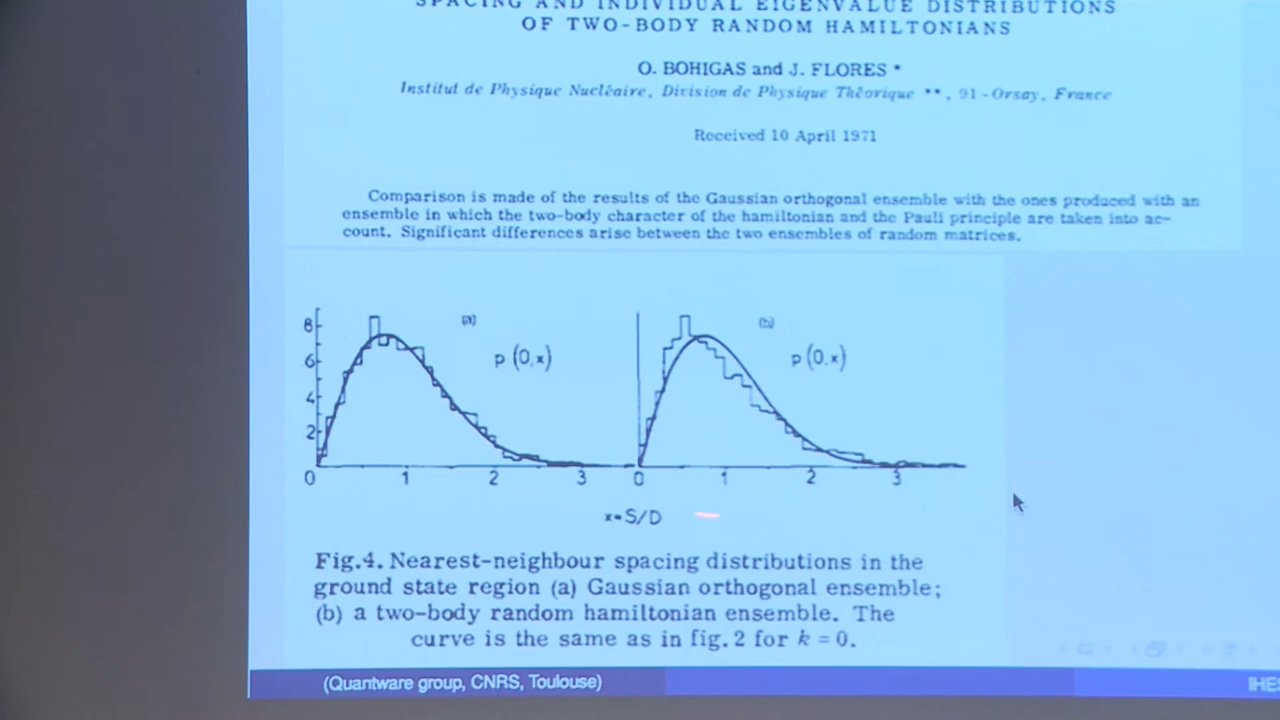 SPACING AND INDIVIDUAL EIGENVALUE DISTRIBUTIONS
OF TWO-BODY RANDOM HAMILTONIANS
O. BOHIGAS and J. FLORES *
Institut de Physique Nucléaire, Division de Physique Théorique **, 91-Orsay, France
Received 10 April 1971
Comparison is made of the results of the Gaussian orthogonal ensemble with the ones produced with an
ensemble in which the two-body character of the hamiltonian and the Pauli principle are taken into ac-
count. Significant differences arise between the two ensembles of random matrices.
8
6
4
2
0
1
2
3
(a)
p (0,x)
0
1
2
3
(b)
p (0,x)
x=S/D
Fig.4. Nearest-neighbour spacing distributions in the
ground state region (a) Gaussian orthogonal ensemble;
(b) a two-body random hamiltonian ensemble. The
curve is the same as in fig. 2 for k = 0.
(Quantware group, CNRS, Toulouse)
IHES